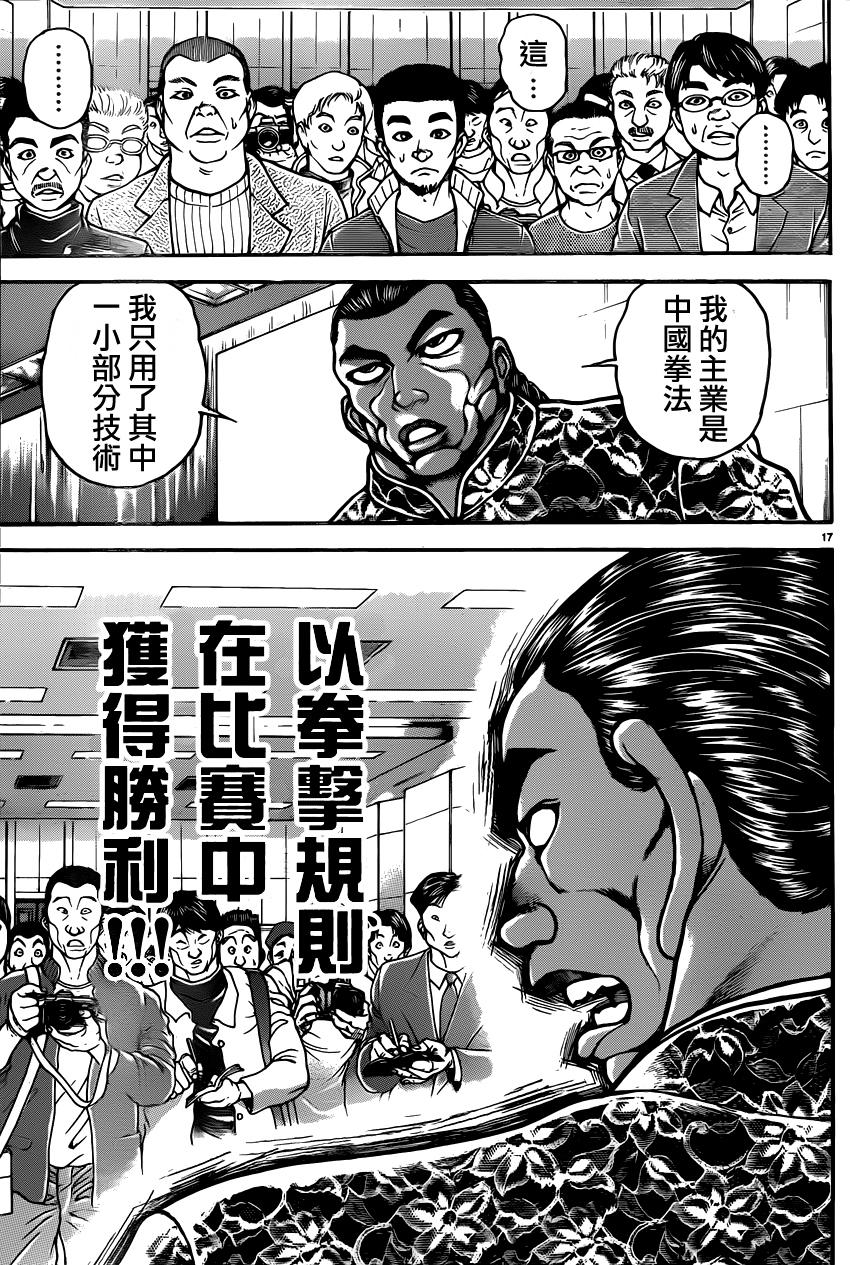 ………
這…
………
我的主業是
中國拳法
我只用了其中
一小部分技術
17
以拳擊規則
在比賽中
獲得勝利!!!